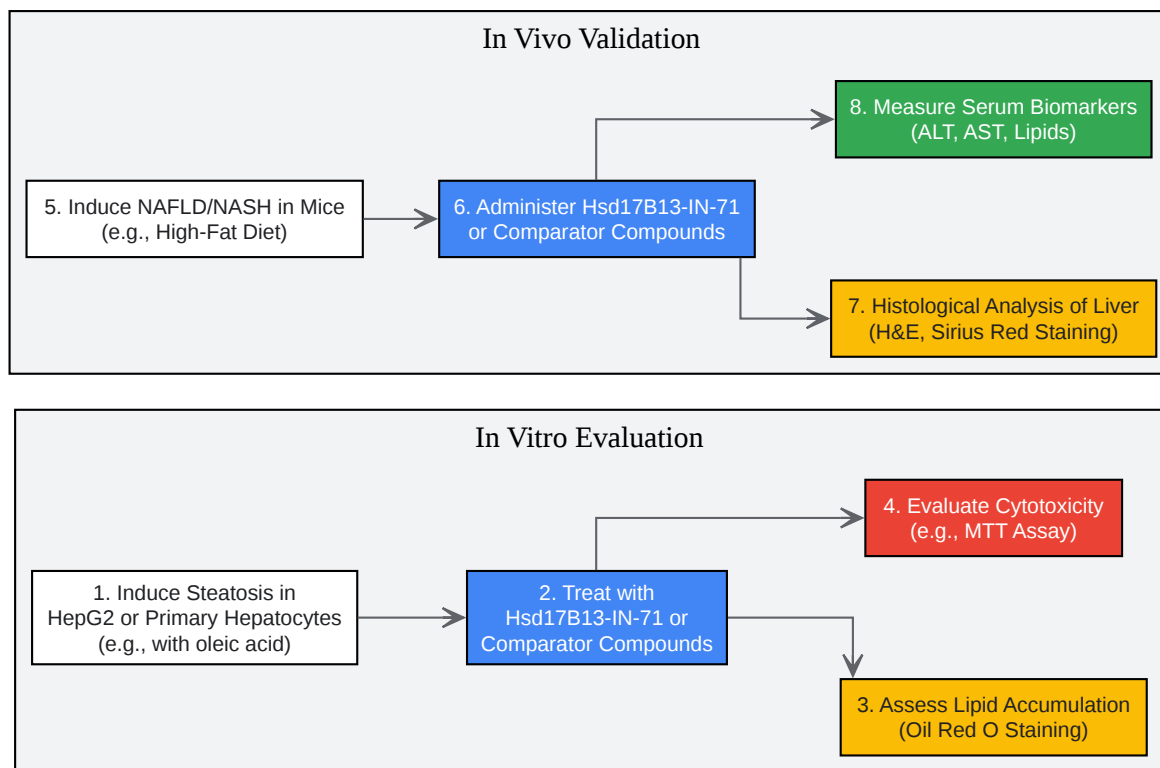 In Vivo Validation
8. Measure Serum Biomarkers
(ALT, AST, Lipids)
5. Induce NAFLD/NASH in Mice
(e.g., High-Fat Diet)
6. Administer Hsd17B13-IN-71
or Comparator Compounds
7. Histological Analysis of Liver
(H&E, Sirius Red Staining)
In Vitro Evaluation
4. Evaluate Cytotoxicity
(e.g., MTT Assay)
1. Induce Steatosis in
HepG2 or Primary Hepatocytes
(e.g., with oleic acid)
2. Treat with
Hsd17B13-IN-71 or
Comparator Compounds
3. Assess Lipid Accumulation
(Oil Red O Staining)